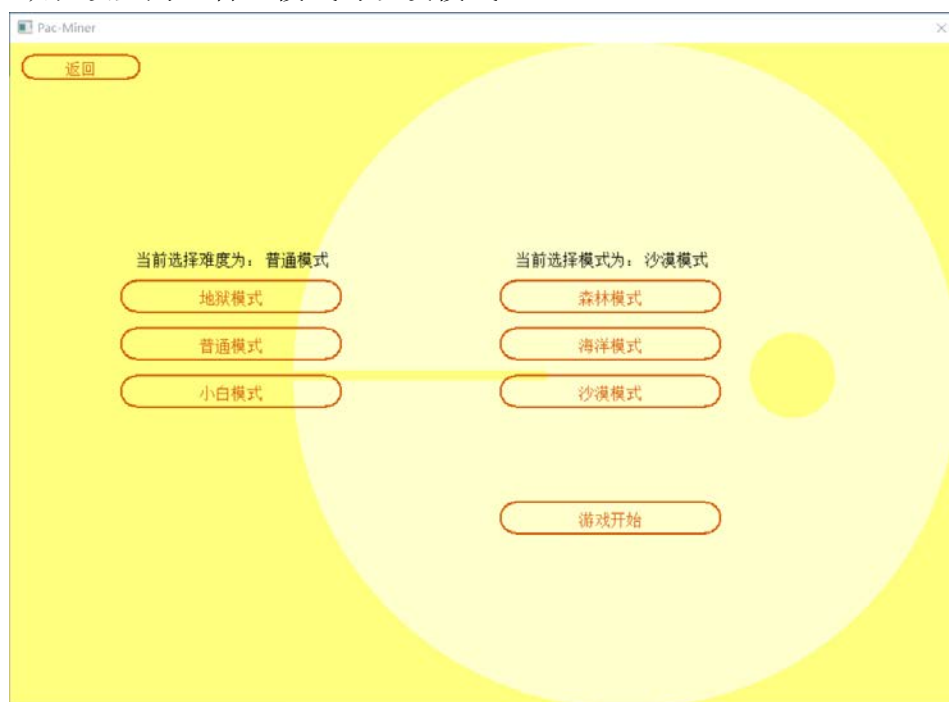 Pac-Miner
返回
当前选择难度为：普通模式
地狱模式
普通模式
小白模式
当前选择模式为：沙漠模式
森林模式
海洋模式
沙漠模式
游戏开始